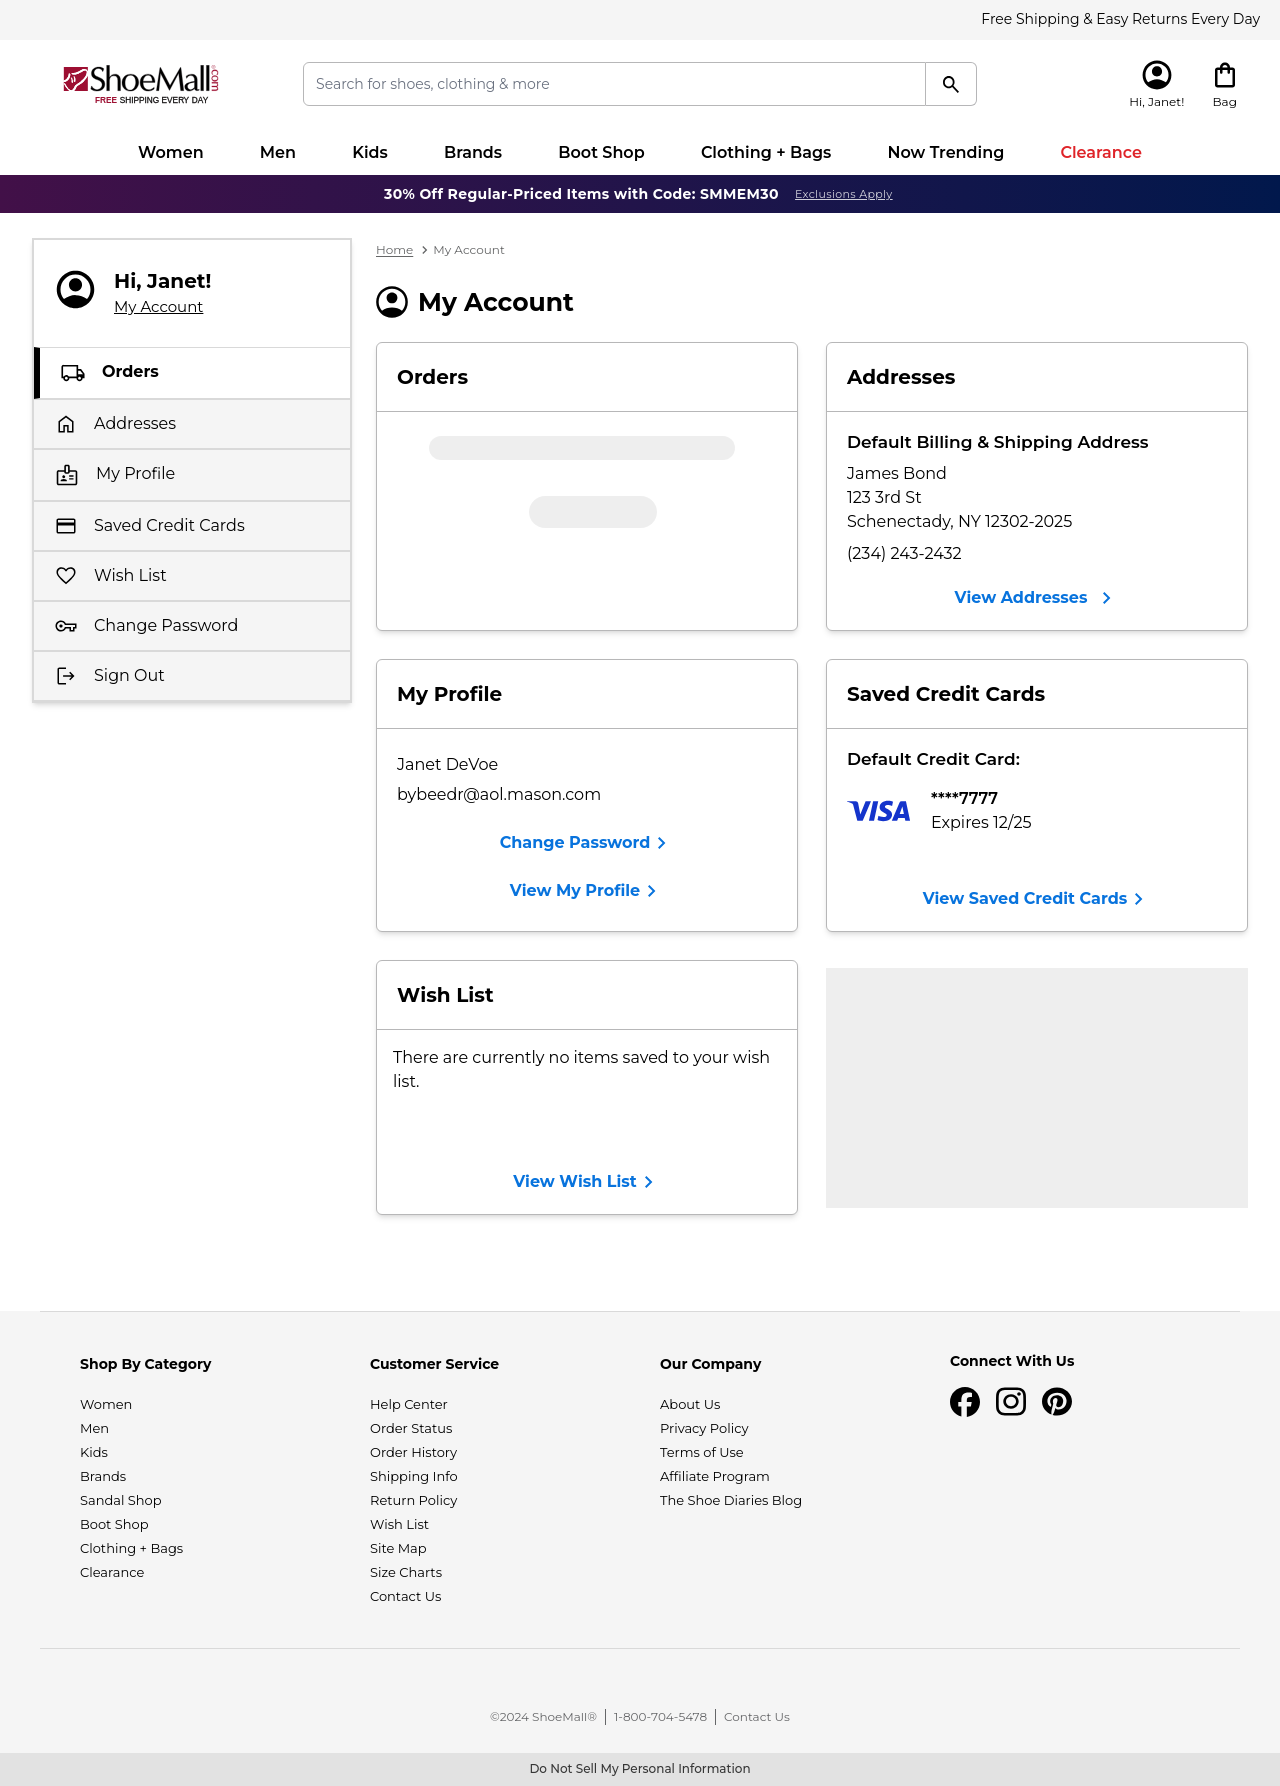 Free Shipping & Easy Returns Every Day
ShoeMall.com
FREE SHIPPING EVERY DAY
Search for shoes, clothing & more
Hi, Janet!
Bag
Women Men Kids Brands Boot Shop Clothing + Bags Now Trending Clearance
30% Off Regular-Priced Items with Code: SMMEM30 Exclusions Apply
Hi, Janet!
My Account
Orders
Addresses
My Profile
Saved Credit Cards
Wish List
Change Password
Sign Out
Home > My Account
My Account
Orders
Addresses
Default Billing & Shipping Address
James Bond
123 3rd St
Schenectady, NY 12302-2025
(234) 243-2432
View Addresses
My Profile
Janet DeVoe
bybeedr@aol.mason.com
Change Password
View My Profile
Saved Credit Cards
Default Credit Card:
VISA
****7777
Expires 12/25
View Saved Credit Cards
Wish List
There are currently no items saved to your wish
list.
View Wish List
Shop By Category
Women
Men
Kids
Brands
Sandal Shop
Boot Shop
Clothing + Bags
Clearance
Customer Service
Help Center
Order Status
Order History
Shipping Info
Return Policy
Wish List
Site Map
Size Charts
Contact Us
Our Company
About Us
Privacy Policy
Terms of Use
Affiliate Program
The Shoe Diaries Blog
Connect With Us
©2024 ShoeMall® | 1-800-704-5478 | Contact Us
Do Not Sell My Personal Information